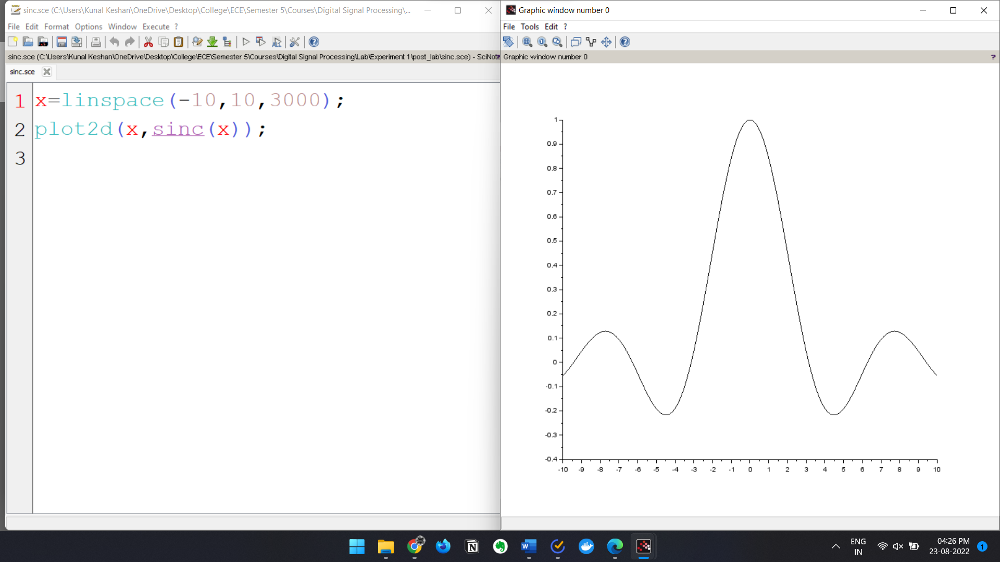 sinc.sce (C:\Users\Kunal Keshan\OneDrive\Desktop\College\ECE\Semester 5\Courses\Digital Signal Processing\...
File Edit Format Options Window Execute ?
sinc.sce (C:\Users\Kunal Keshan\OneDrive\Desktop\College\ECE\Semester 5\Courses\Digital Signal Processing\Lab\Experiment 1\post_lab\sinc.sce) - SciNote
sinc.sce
1 x=linspace(-10,10,3000);
2 plot2d(x,sinc(x));
3
Graphic window number 0
File Tools Edit ?
Graphic window number 0 ?
1
0.9
0.8
0.7
0.6
0.5
0.4
0.3
0.2
0.1
0
-0.1
-0.2
-0.3
-0.4
-10 -9 -8 -7 -6 -5 -4 -3 -2 -1 0 1 2 3 4 5 6 7 8 9 10
ENG
IN
04:26 PM
23-08-2022
1